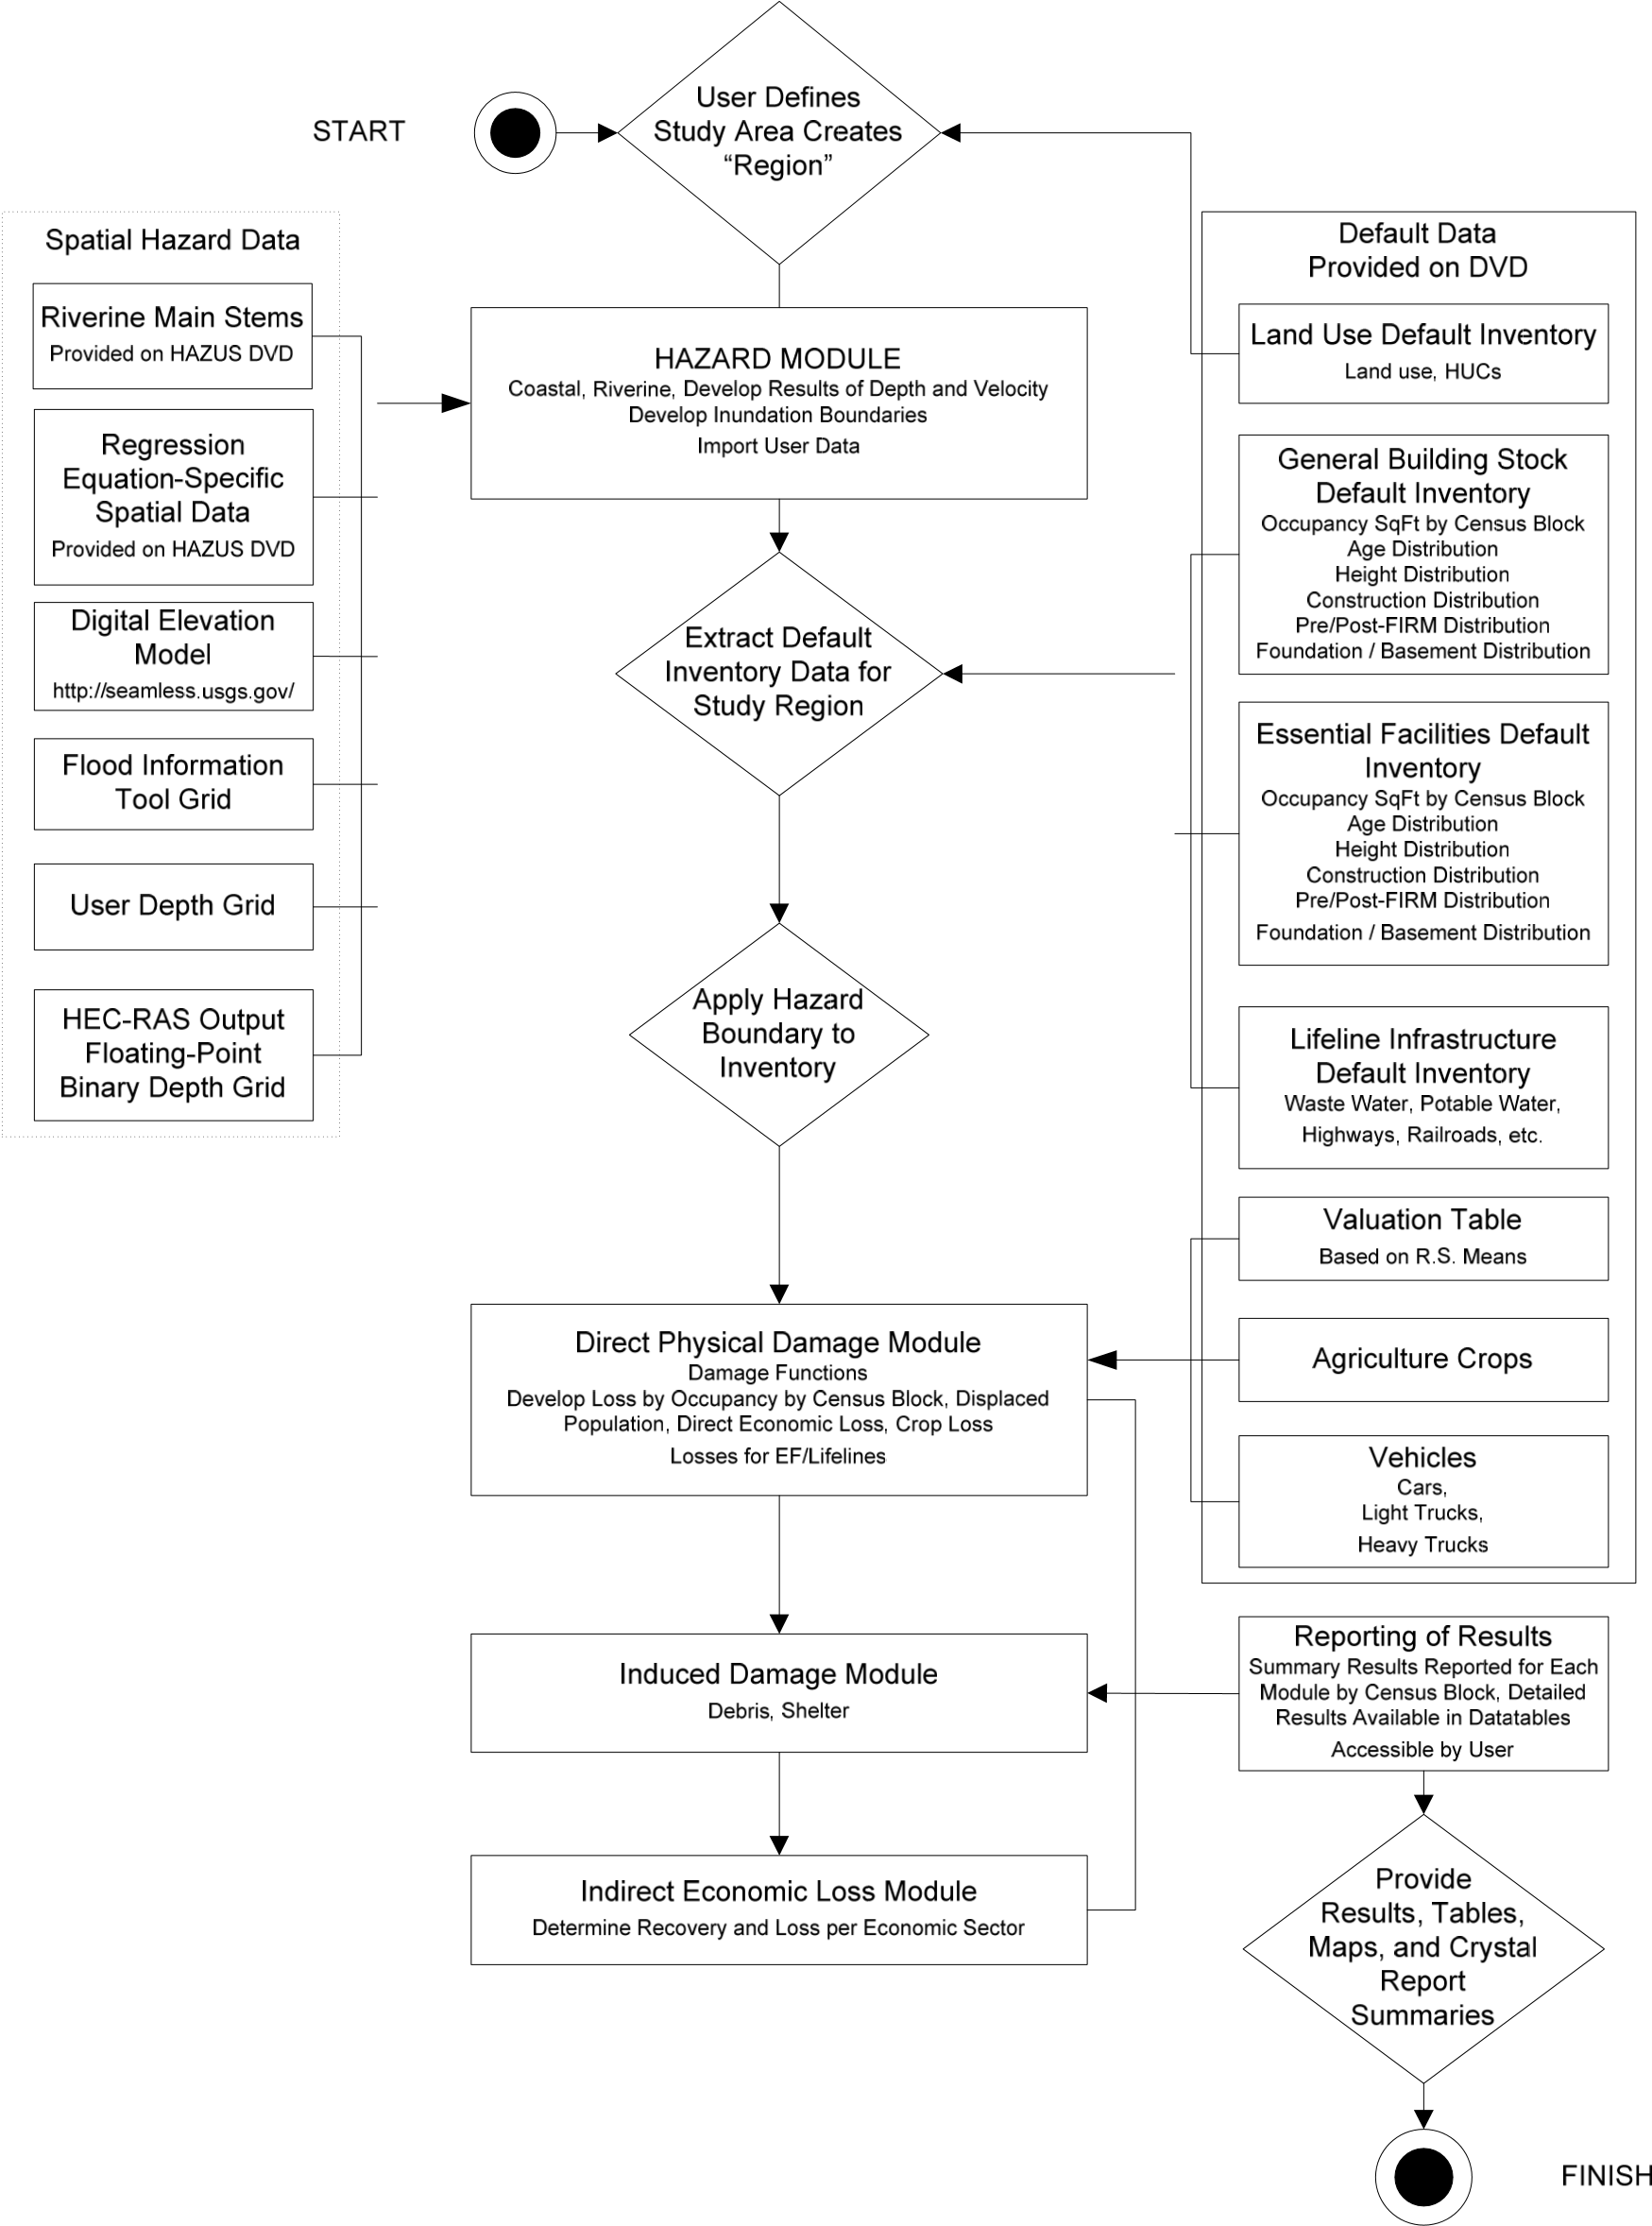 START
User Defines
Study Area Creates
“Region”
Spatial Hazard Data
Riverine Main Stems
Provided on HAZUS DVD
Regression
Equation-Specific
Spatial Data
Provided on HAZUS DVD
Digital Elevation
Model
http://seamless.usgs.gov/
Flood Information
Tool Grid
User Depth Grid
HEC-RAS Output
Floating-Point
Binary Depth Grid
HAZARD MODULE
Coastal, Riverine, Develop Results of Depth and Velocity
Develop Inundation Boundaries
Import User Data
Extract Default
Inventory Data for
Study Region
Apply Hazard
Boundary to
Inventory
Direct Physical Damage Module
Damage Functions
Develop Loss by Occupancy by Census Block, Displaced
Population, Direct Economic Loss, Crop Loss
Losses for EF/Lifelines
Induced Damage Module
Debris, Shelter
Indirect Economic Loss Module
Determine Recovery and Loss per Economic Sector
Default Data
Provided on DVD
Land Use Default Inventory
Land use, HUCs
General Building Stock
Default Inventory
Occupancy SqFt by Census Block
Age Distribution
Height Distribution
Construction Distribution
Pre/Post-FIRM Distribution
Foundation / Basement Distribution
Essential Facilities Default
Inventory
Occupancy SqFt by Census Block
Age Distribution
Height Distribution
Construction Distribution
Pre/Post-FIRM Distribution
Foundation / Basement Distribution
Lifeline Infrastructure
Default Inventory
Waste Water, Potable Water,
Highways, Railroads, etc.
Valuation Table
Based on R.S. Means
Agriculture Crops
Vehicles
Cars,
Light Trucks,
Heavy Trucks
Reporting of Results
Summary Results Reported for Each
Module by Census Block, Detailed
Results Available in Datatables
Accessible by User
Provide
Results, Tables,
Maps, and Crystal
Report
Summaries
FINISH